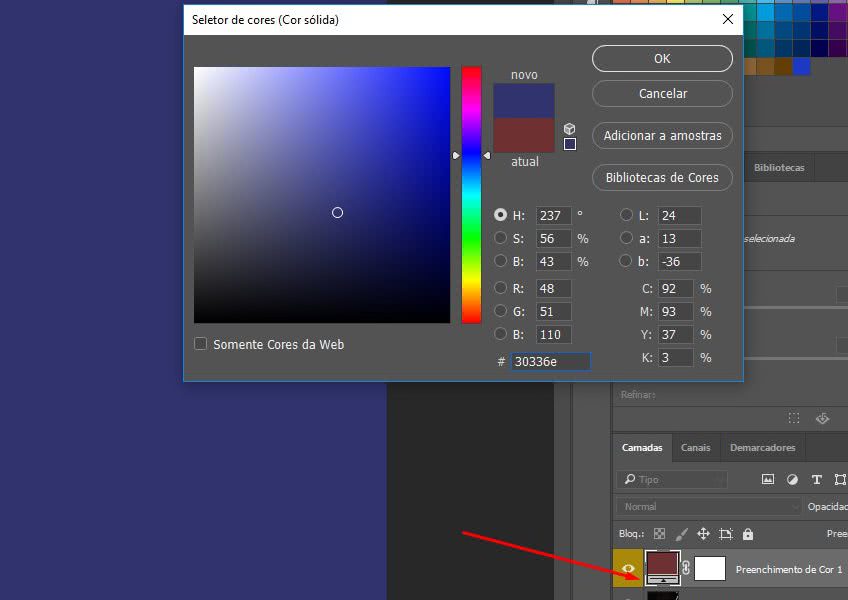 Seletor de cores (Cor sólida)
novo
atual
OK
Cancelar
Adicionar a amostras
Bibliotecas de Cores
H: 237 °
S: 56 %
B: 43 %
R: 48
G: 51
B: 110
# 30336e
L: 24
a: 13
b: -36
C: 92 %
M: 93 %
Y: 37 %
K: 3 %
Somente Cores da Web
Bibliotecas
selecionada
Refinar:
Camadas Canais Demarcadores
Tipo
Normal Opacidac
Bloq.: Pree
Preenchimento de Cor 1